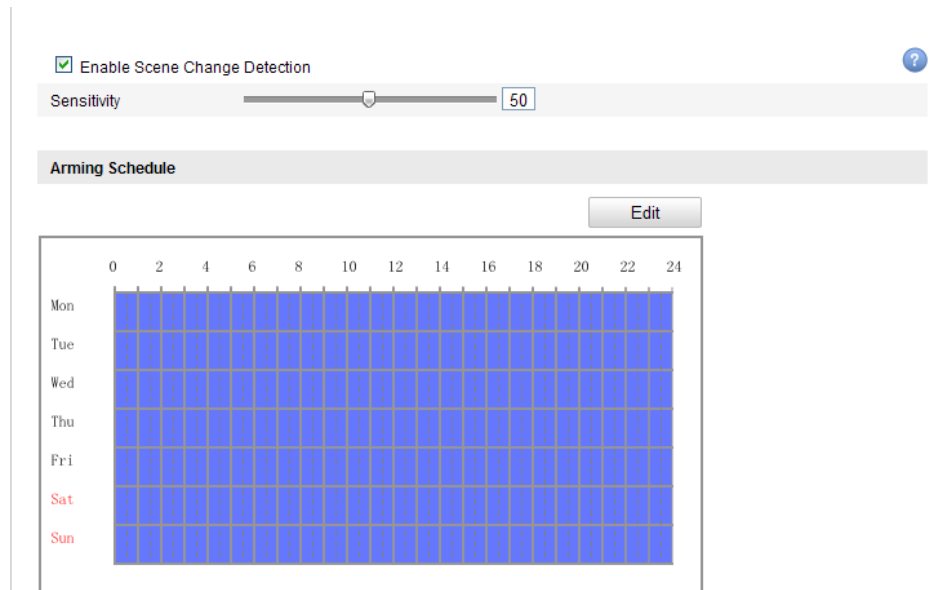 Enable Scene Change Detection
?
Sensitivity 50
Arming Schedule
Edit
0 2 4 6 8 10 12 14 16 18 20 22 24
Mon
Tue
Wed
Thu
Fri
Sat
Sun